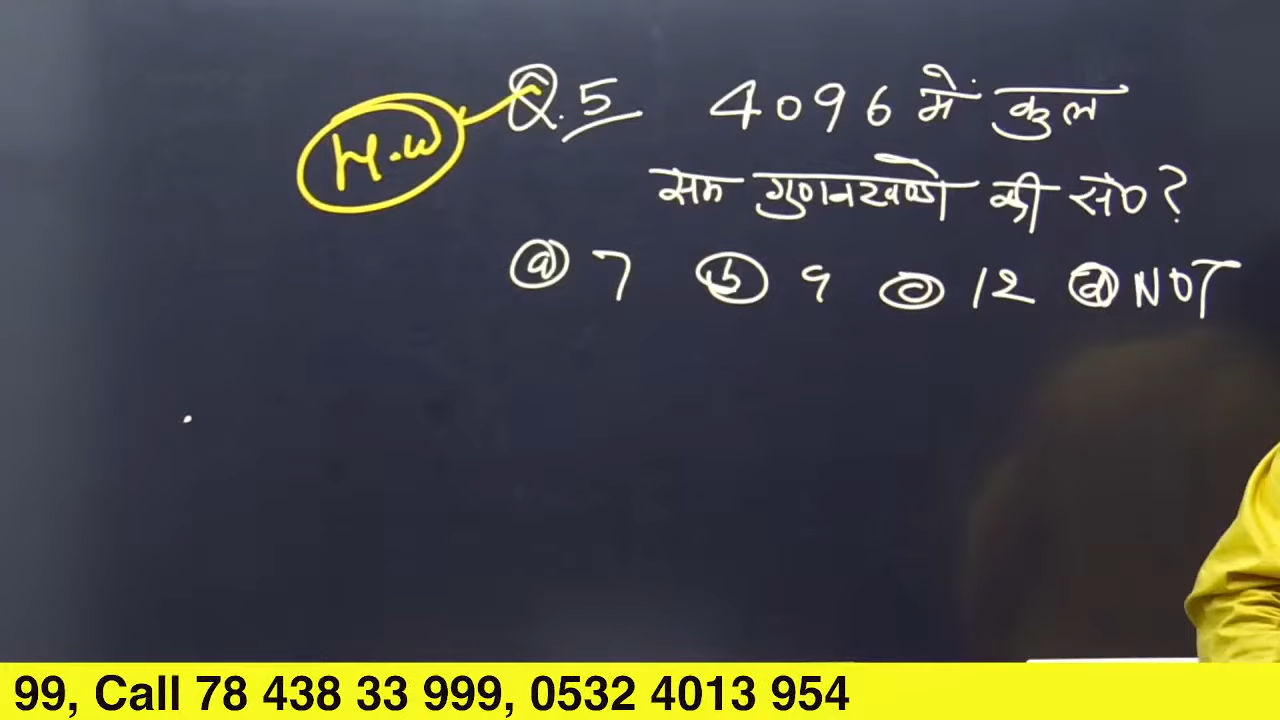 H.W Q.5 4096 में कुल
सम गुणनखण्डो की सं० ?
(a) 7 (b) 9 (c) 12 (d) NOT
99, Call 78 438 33 999, 0532 4013 954